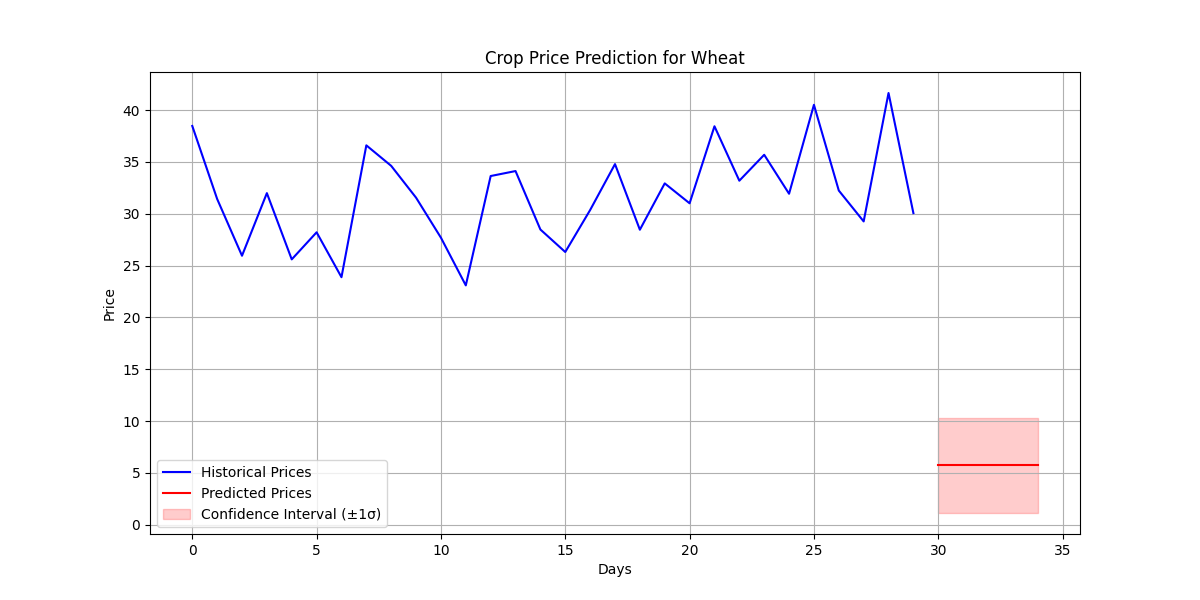 Crop Price Prediction for Wheat
Price
40
35
30
25
20
15
10
5
0
Historical Prices
Predicted Prices
Confidence Interval (±1σ)
0 5 10 15 20 25 30 35
Days